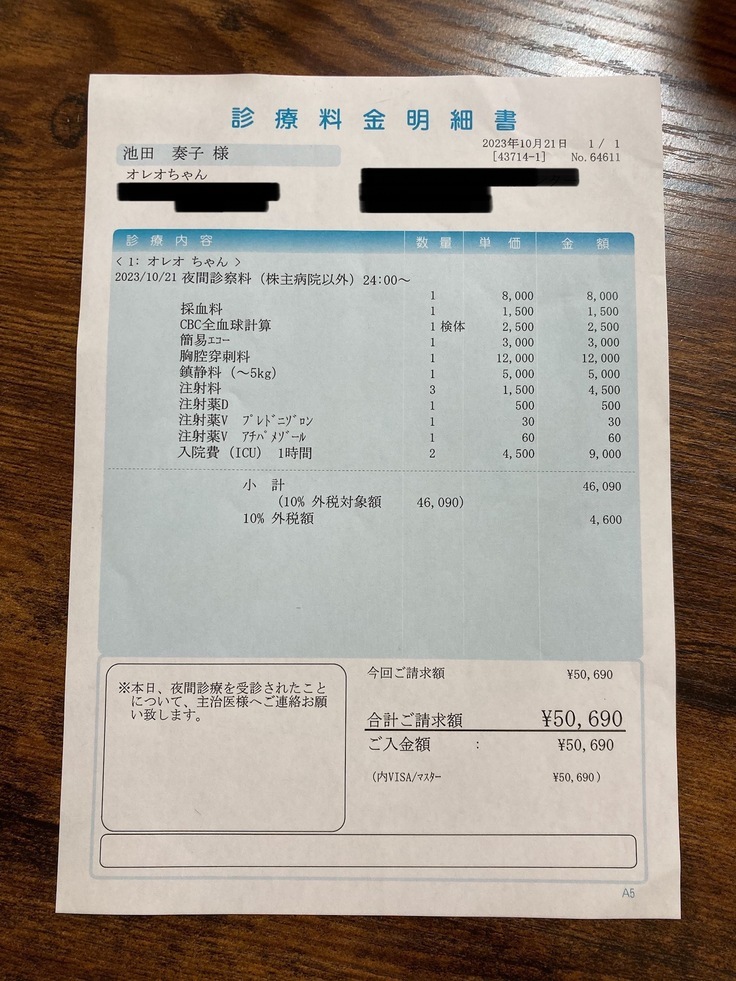 診療料金明細書
2023年10月21日 1 / 1
池田 奏子 様
[43714-1] No.64611
オレオちゃん
診療内容 数量 単価 金額
< 1: オレオ ちゃん >
2023/10/21 夜間診察料 (株主病院以外) 24:00～
1 8,000 8,000
採血料 1 1,500 1,500
CBC全血球計算 1 検体 2,500 2,500
簡易ｴｺｰ 1 3,000 3,000
胸腔穿刺料 1 12,000 12,000
鎮静料 (～5kg) 1 5,000 5,000
注射料 3 1,500 4,500
注射薬D 1 500 500
注射薬V ﾌﾟﾚﾄﾞﾆｿﾞﾛﾝ 1 30 30
注射薬V ｱﾁﾊﾟﾒｿﾞｰﾙ 1 60 60
入院費 (ICU) 1時間 2 4,500 9,000
小 計 46,090
(10% 外税対象額 46,090)
10% 外税額 4,600
今回ご請求額 ¥50,690
※本日、夜間診療を受診されたこと
について、主治医様へご連絡お願
い致します。
合計ご請求額 ¥50,690
ご入金額 : ¥50,690
(内VISA/ﾏｽﾀｰ ¥50,690)
A5